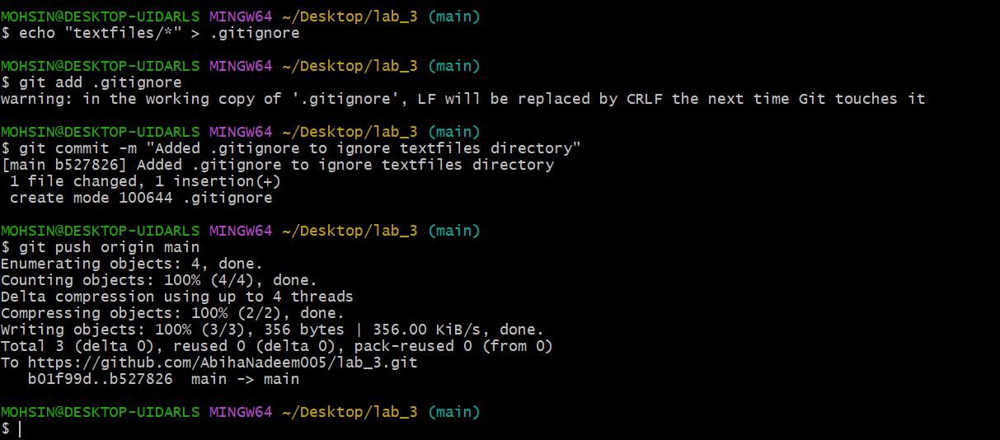 MOHSIN@DESKTOP-UIDARLS MINGW64 ~/Desktop/lab_3 (main)
$ echo "textfiles/*" > .gitignore
MOHSIN@DESKTOP-UIDARLS MINGW64 ~/Desktop/lab_3 (main)
$ git add .gitignore
warning: in the working copy of '.gitignore', LF will be replaced by CRLF the next time Git touches it
MOHSIN@DESKTOP-UIDARLS MINGW64 ~/Desktop/lab_3 (main)
$ git commit -m "Added .gitignore to ignore textfiles directory"
[main b527826] Added .gitignore to ignore textfiles directory
 1 file changed, 1 insertion(+)
 create mode 100644 .gitignore
MOHSIN@DESKTOP-UIDARLS MINGW64 ~/Desktop/lab_3 (main)
$ git push origin main
Enumerating objects: 4, done.
Counting objects: 100% (4/4), done.
Delta compression using up to 4 threads
Compressing objects: 100% (2/2), done.
Writing objects: 100% (3/3), 356 bytes | 356.00 KiB/s, done.
Total 3 (delta 0), reused 0 (delta 0), pack-reused 0 (from 0)
To https://github.com/AbihaNadeem005/lab_3.git
   b01f99d..b527826  main -> main
MOHSIN@DESKTOP-UIDARLS MINGW64 ~/Desktop/lab_3 (main)
$